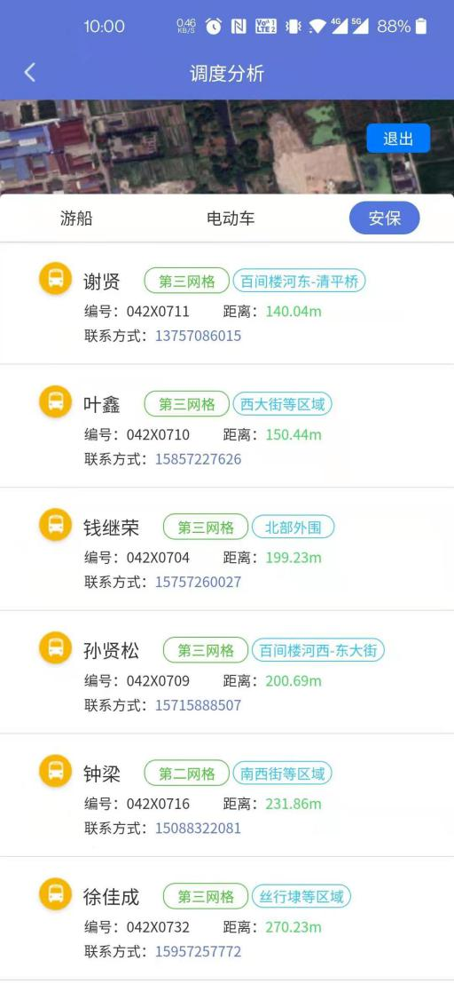 10:00 0.46 KB/S Vo LTE 2 4G 5G 88%
调度分析
退出
游船 电动车 安保
谢贤 第三网格 百间楼河东-清平桥
编号：042X0711 距离：140.04m
联系方式：13757086015
叶鑫 第三网格 西大街等区域
编号：042X0710 距离：150.44m
联系方式：15857227626
钱继荣 第三网格 北部外围
编号：042X0704 距离：199.23m
联系方式：15757260027
孙贤松 第三网格 百间楼河西-东大街
编号：042X0709 距离：200.69m
联系方式：15715888507
钟梁 第二网格 南西街等区域
编号：042X0716 距离：231.86m
联系方式：15088322081
徐佳成 第三网格 丝行埭等区域
编号：042X0732 距离：270.23m
联系方式：15957257772